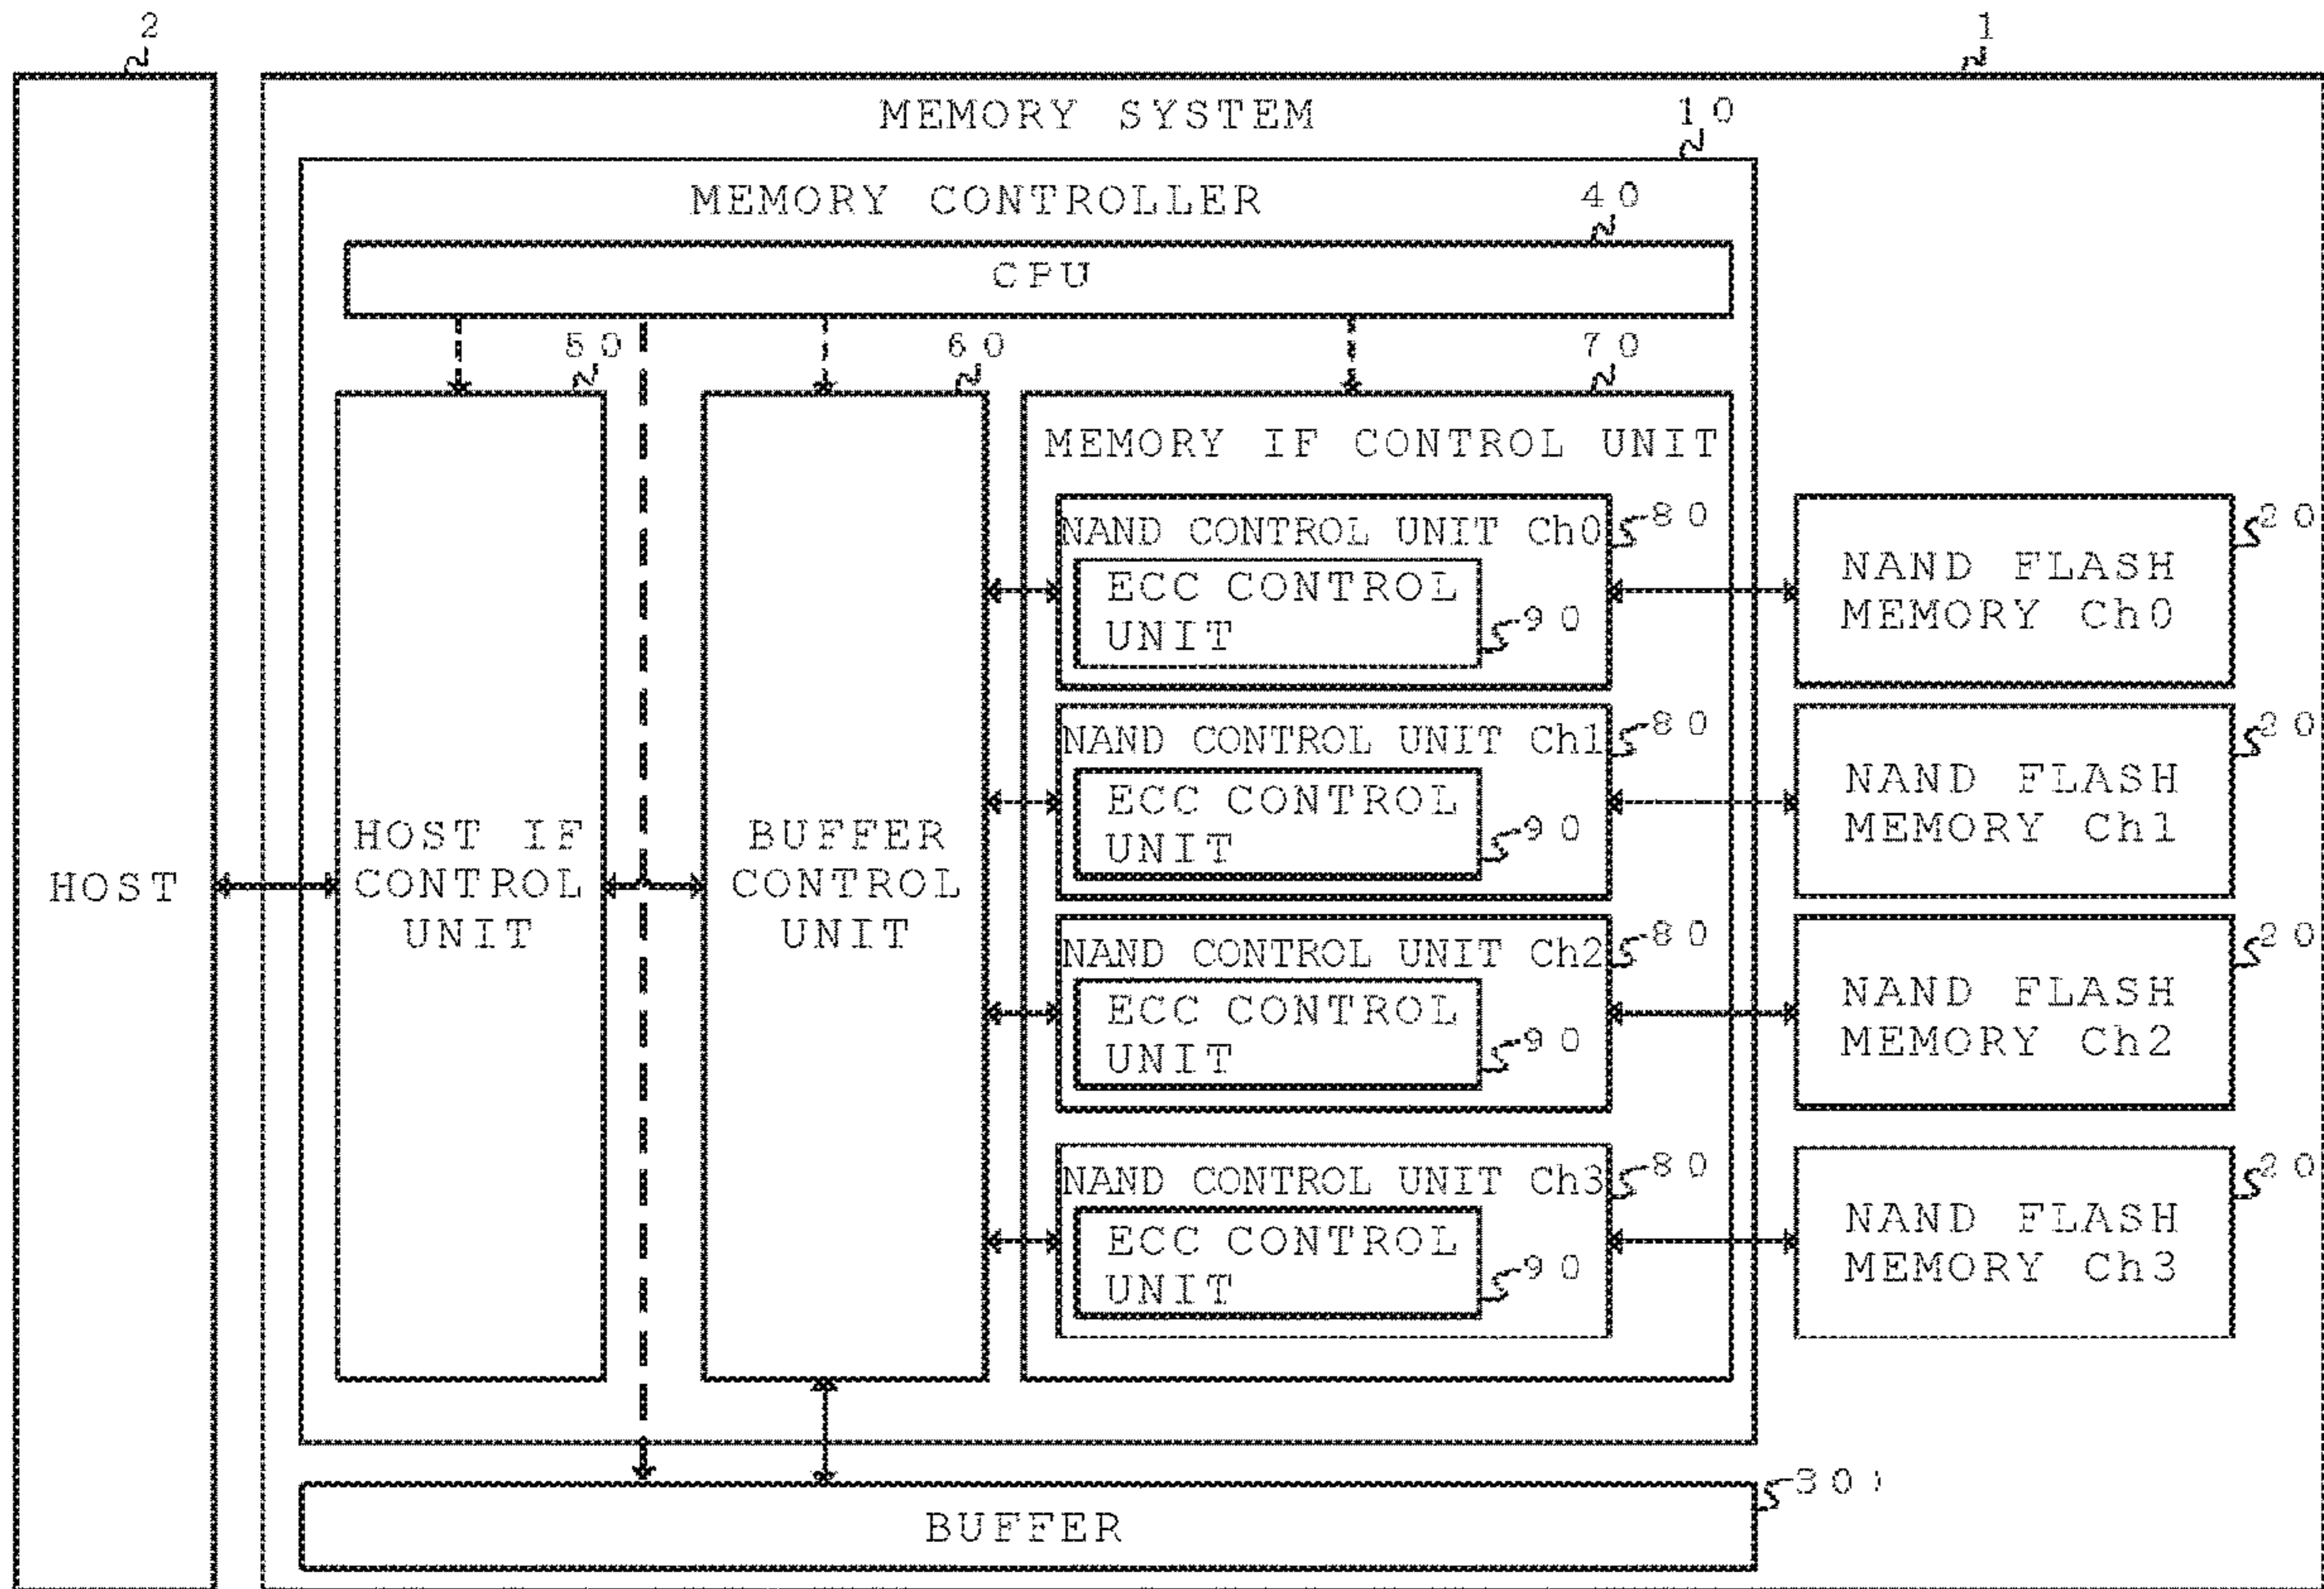 2
1
MEMORY SYSTEM
10
MEMORY CONTROLLER
40
CPU
50
60
70
MEMORY IF CONTROL UNIT
NAND CONTROL UNIT Ch0
80
ECC CONTROL
UNIT
90
NAND FLASH
MEMORY Ch0
20
NAND CONTROL UNIT Ch1
80
ECC CONTROL
UNIT
90
NAND FLASH
MEMORY Ch1
20
HOST
HOST IF
CONTROL
UNIT
BUFFER
CONTROL
UNIT
NAND CONTROL UNIT Ch2
80
ECC CONTROL
UNIT
90
NAND FLASH
MEMORY Ch2
20
NAND CONTROL UNIT Ch3
80
ECC CONTROL
UNIT
90
NAND FLASH
MEMORY Ch3
20
BUFFER
30